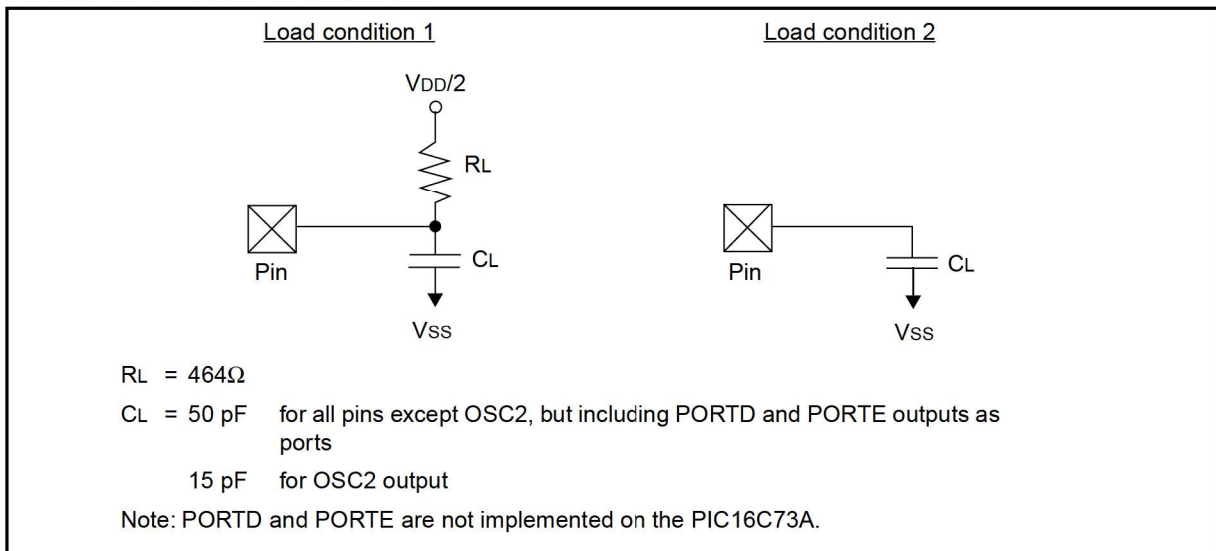 Load condition 1
Load condition 2
VDD/2
RL
Pin
CL
VSS
Pin
CL
VSS
RL = 464Ω
CL = 50 pF for all pins except OSC2, but including PORTD and PORTE outputs as
ports
15 pF for OSC2 output
Note: PORTD and PORTE are not implemented on the PIC16C73A.